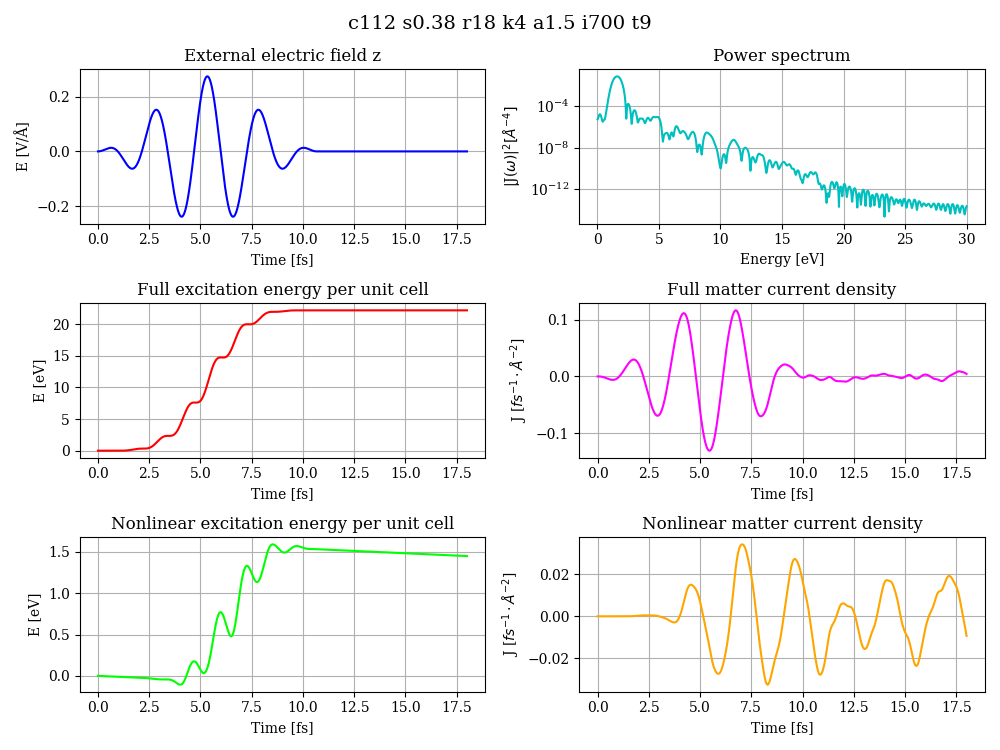 c112 s0.38 r18 k4 a1.5 i700 t9
External electric field z
E [V/Å]
0.2
0.0
−0.2
0.0 2.5 5.0 7.5 10.0 12.5 15.0 17.5
Time [fs]
Power spectrum
|J(ω)|²[Å⁻⁴]
10⁻⁴
10⁻⁸
10⁻¹²
0 5 10 15 20 25 30
Energy [eV]
Full excitation energy per unit cell
E [eV]
20
15
10
5
0
0.0 2.5 5.0 7.5 10.0 12.5 15.0 17.5
Time [fs]
Full matter current density
J [fs⁻¹ · Å⁻²]
0.1
0.0
−0.1
0.0 2.5 5.0 7.5 10.0 12.5 15.0 17.5
Time [fs]
Nonlinear excitation energy per unit cell
E [eV]
1.5
1.0
0.5
0.0
0.0 2.5 5.0 7.5 10.0 12.5 15.0 17.5
Time [fs]
Nonlinear matter current density
J [fs⁻¹ · Å⁻²]
0.02
0.00
−0.02
0.0 2.5 5.0 7.5 10.0 12.5 15.0 17.5
Time [fs]